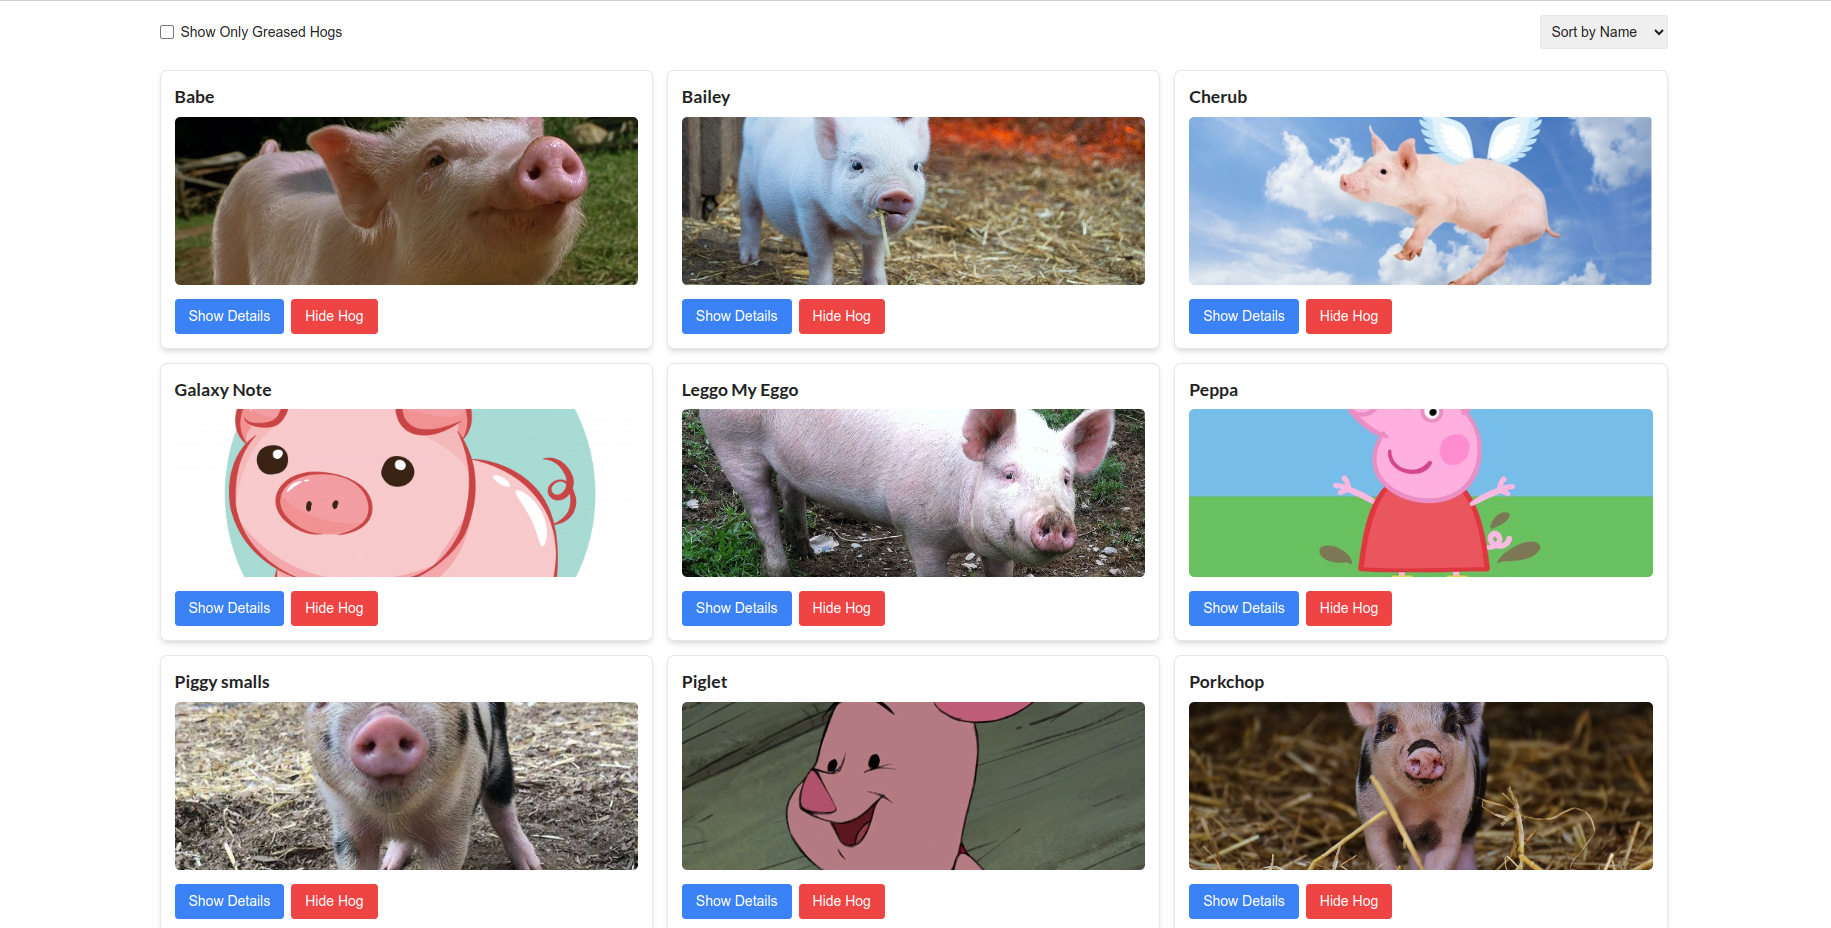 Show Only Greased Hogs
Sort by Name
Babe
Bailey
Cherub
Show Details
Hide Hog
Show Details
Hide Hog
Show Details
Hide Hog
Galaxy Note
Leggo My Eggo
Peppa
Show Details
Hide Hog
Show Details
Hide Hog
Show Details
Hide Hog
Piggy smalls
Piglet
Porkchop
Show Details
Hide Hog
Show Details
Hide Hog
Show Details
Hide Hog